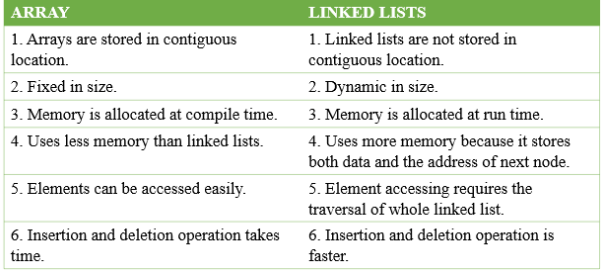 ARRAY LINKED LISTS
1. Arrays are stored in contiguous
location.
1. Linked lists are not stored in
contiguous location.
2. Fixed in size.
2. Dynamic in size.
3. Memory is allocated at compile time.
3. Memory is allocated at run time.
4. Uses less memory than linked lists.
4. Uses more memory because it stores
both data and the address of next node.
5. Elements can be accessed easily.
5. Element accessing requires the
traversal of whole linked list.
6. Insertion and deletion operation takes
time.
6. Insertion and deletion operation is
faster.